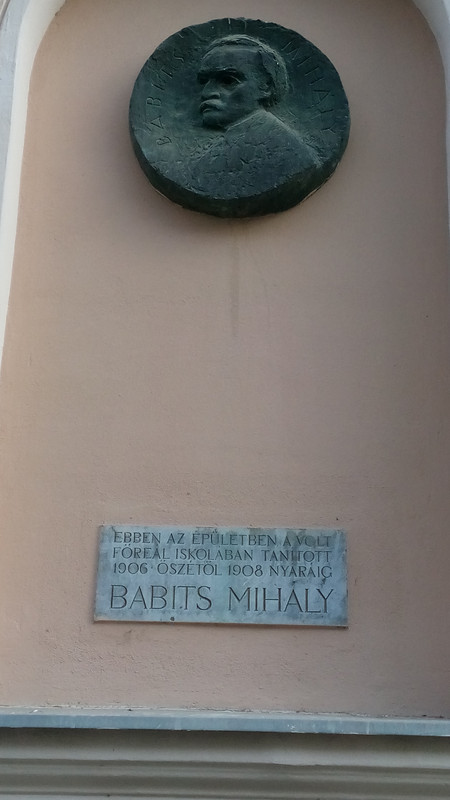 BABITS MIHÁLY
EBBEN AZ ÉPÜLETBEN A VOLT
FŐREÁL ISKOLÁBAN TANÍTOTT
1906 ŐSZÉTŐL 1908 NYARÁIG
BABITS MIHÁLY